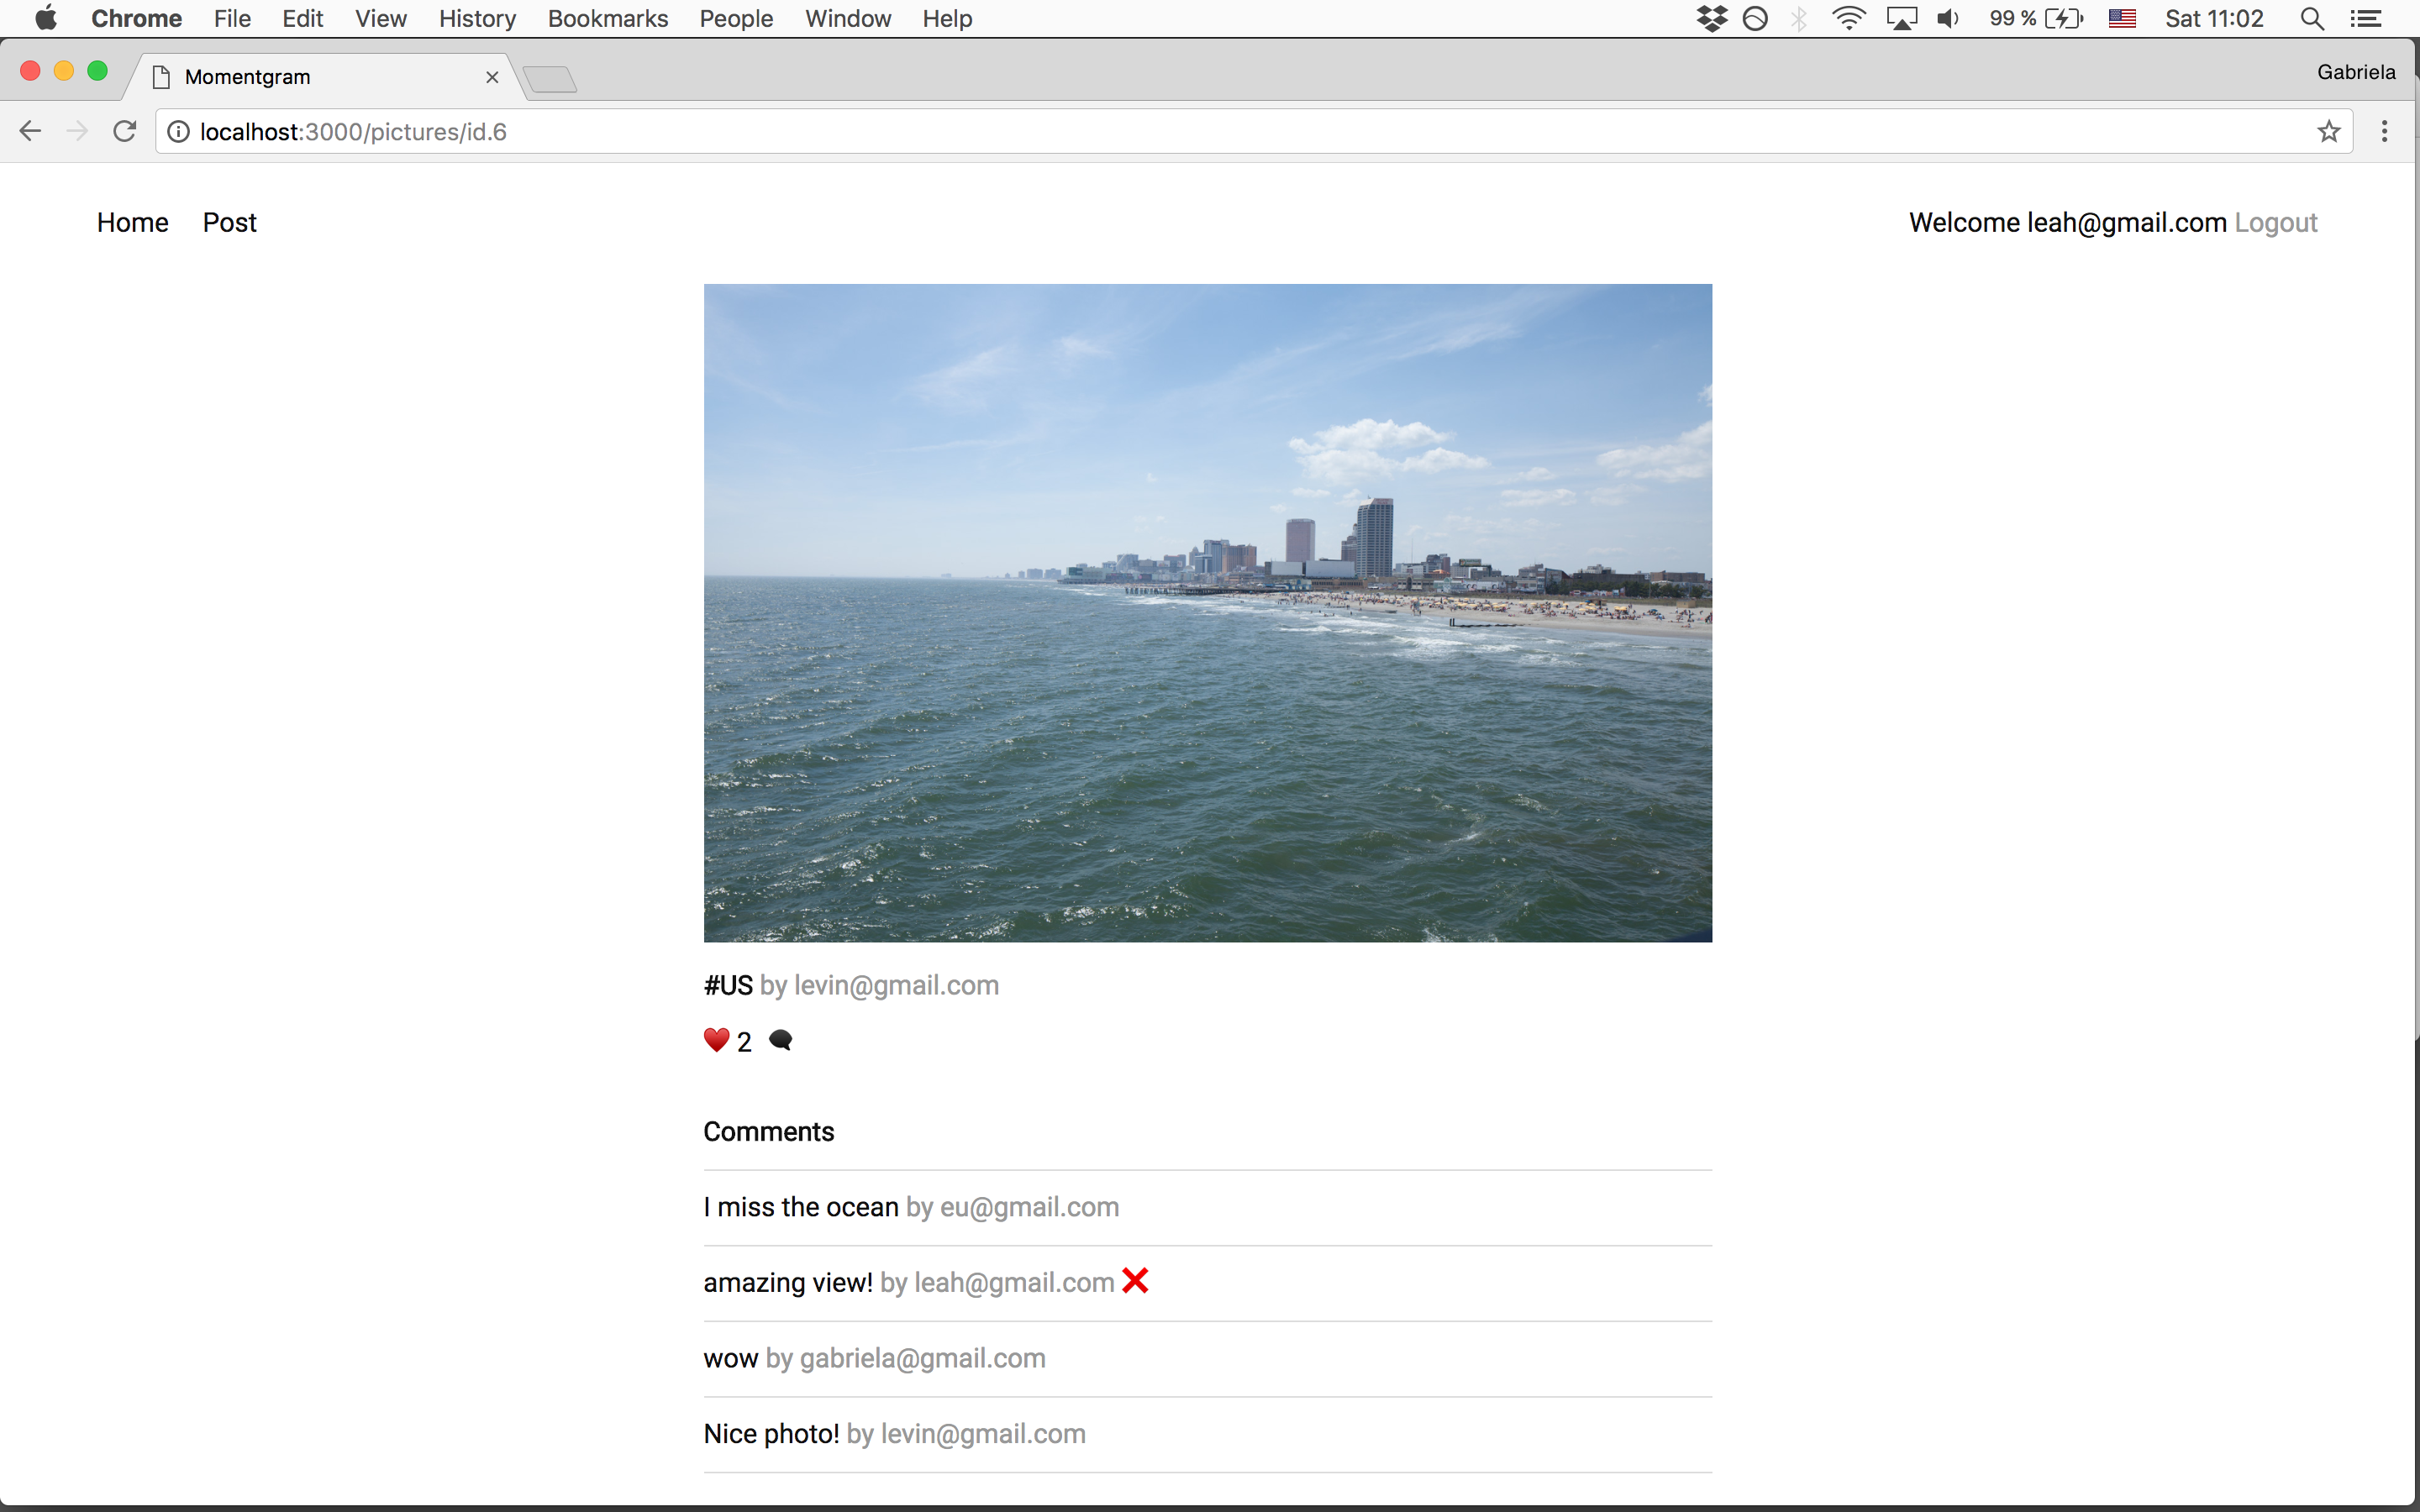 Chrome File Edit View History Bookmarks People Window Help 99 % Sat 11:02
Momentgram Gabriela
localhost:3000/pictures/id.6
Home Post Welcome leah@gmail.com Logout
#US by levin@gmail.com
2
Comments
I miss the ocean by eu@gmail.com
amazing view! by leah@gmail.com
wow by gabriela@gmail.com
Nice photo! by levin@gmail.com